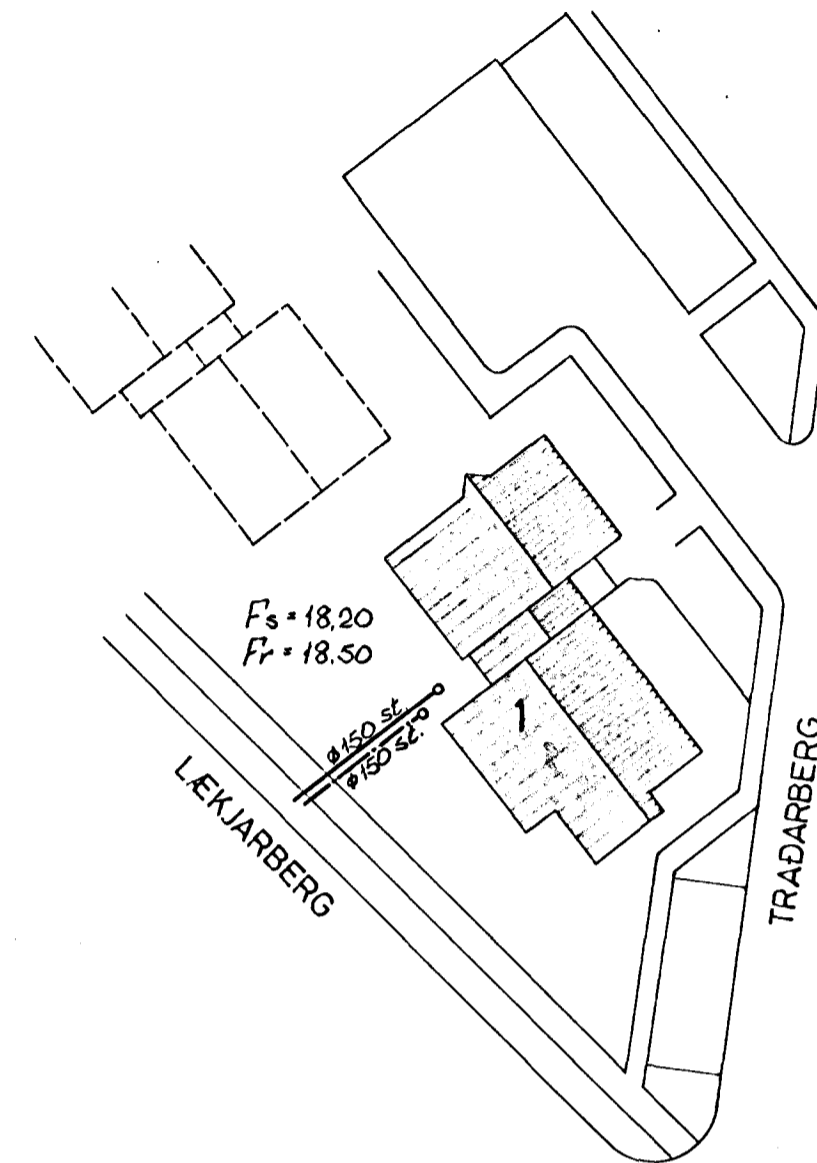 Fs = 18,20
Fr = 18.50
ø150 st.
ø150 st.
1
LÆKJARBERG
TRAÐARBERG